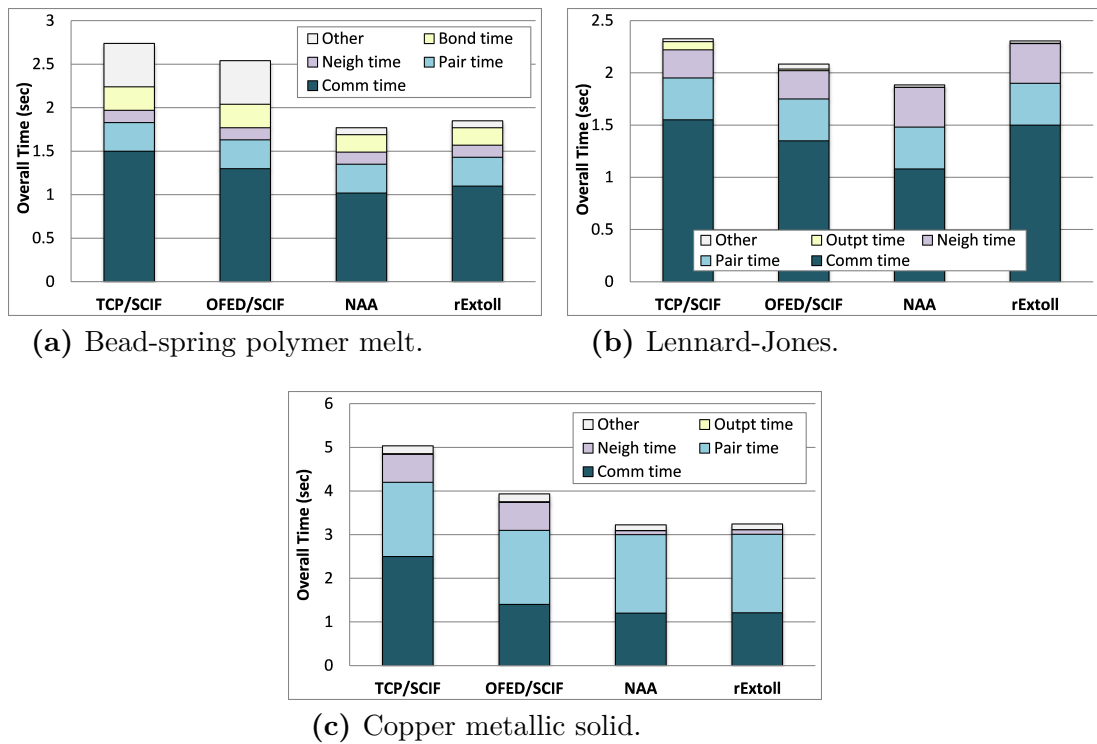 3
2.5
2
1.5
1
0.5
0
Overall Time (sec)
Other Bond time
Neigh time Pair time
Comm time
TCP/SCIF OFED/SCIF NAA rExtoll
(a) Bead-spring polymer melt.
2.5
2
1.5
1
0.5
0
Overall Time (sec)
Other Outpt time Neigh time
Pair time Comm time
TCP/SCIF OFED/SCIF NAA rExtoll
(b) Lennard-Jones.
6
5
4
3
2
1
0
Overall Time (sec)
Other Outpt time
Neigh time Pair time
Comm time
TCP/SCIF OFED/SCIF NAA rExtoll
(c) Copper metallic solid.